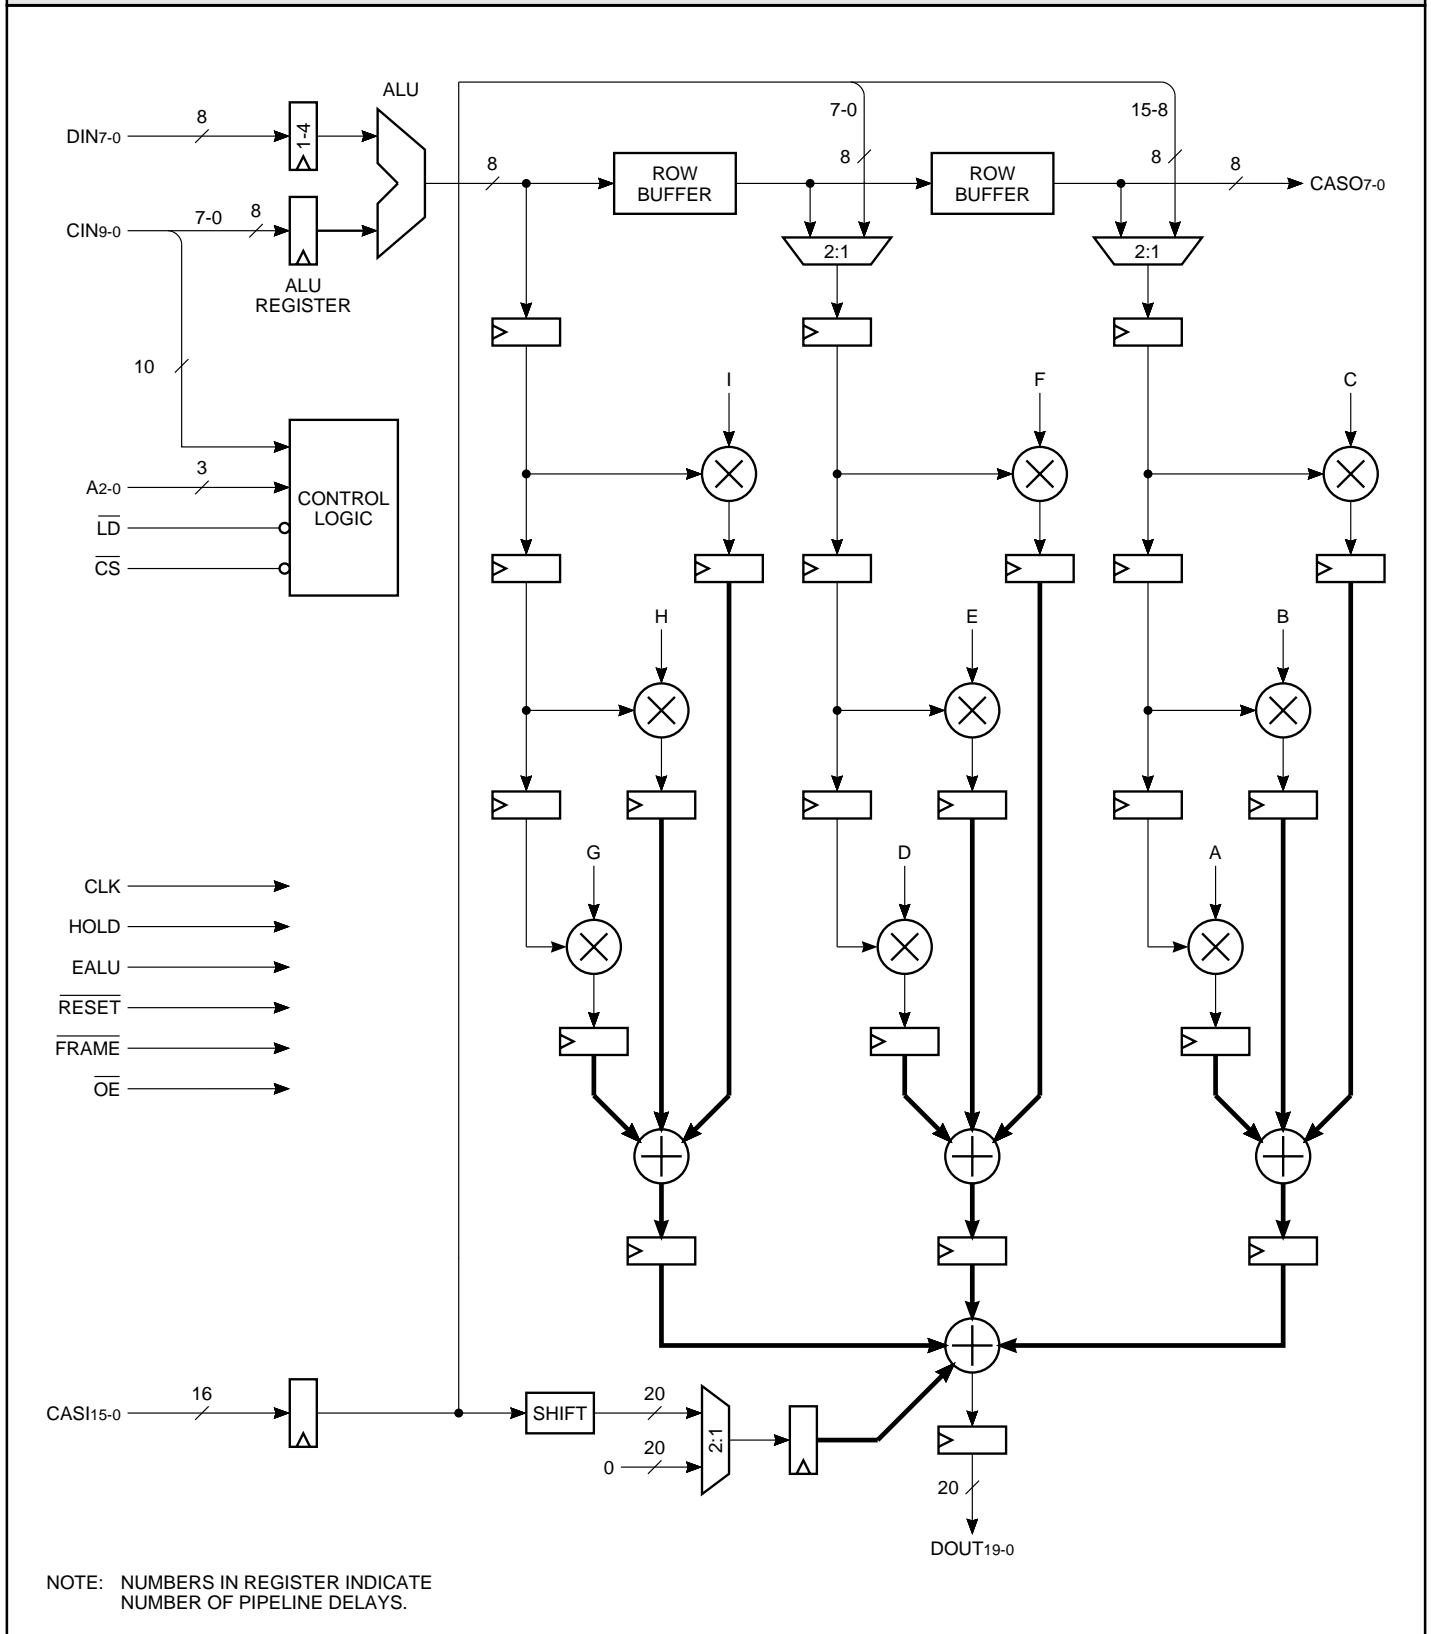 ALU
DIN7-0
8
1-4
7-0
15-8
8
ROW
BUFFER
8
ROW
BUFFER
8
8
CASO7-0
CIN9-0
7-0
8
ALU
REGISTER
2:1
2:1
10
I
F
C
A2-0
3
LD
CS
CONTROL
LOGIC
H
E
B
G
D
A
CLK
HOLD
EALU
RESET
FRAME
OE
CASI15-0
16
SHIFT
20
0
20
2:1
20
DOUT19-0
NOTE: NUMBERS IN REGISTER INDICATE
NUMBER OF PIPELINE DELAYS.